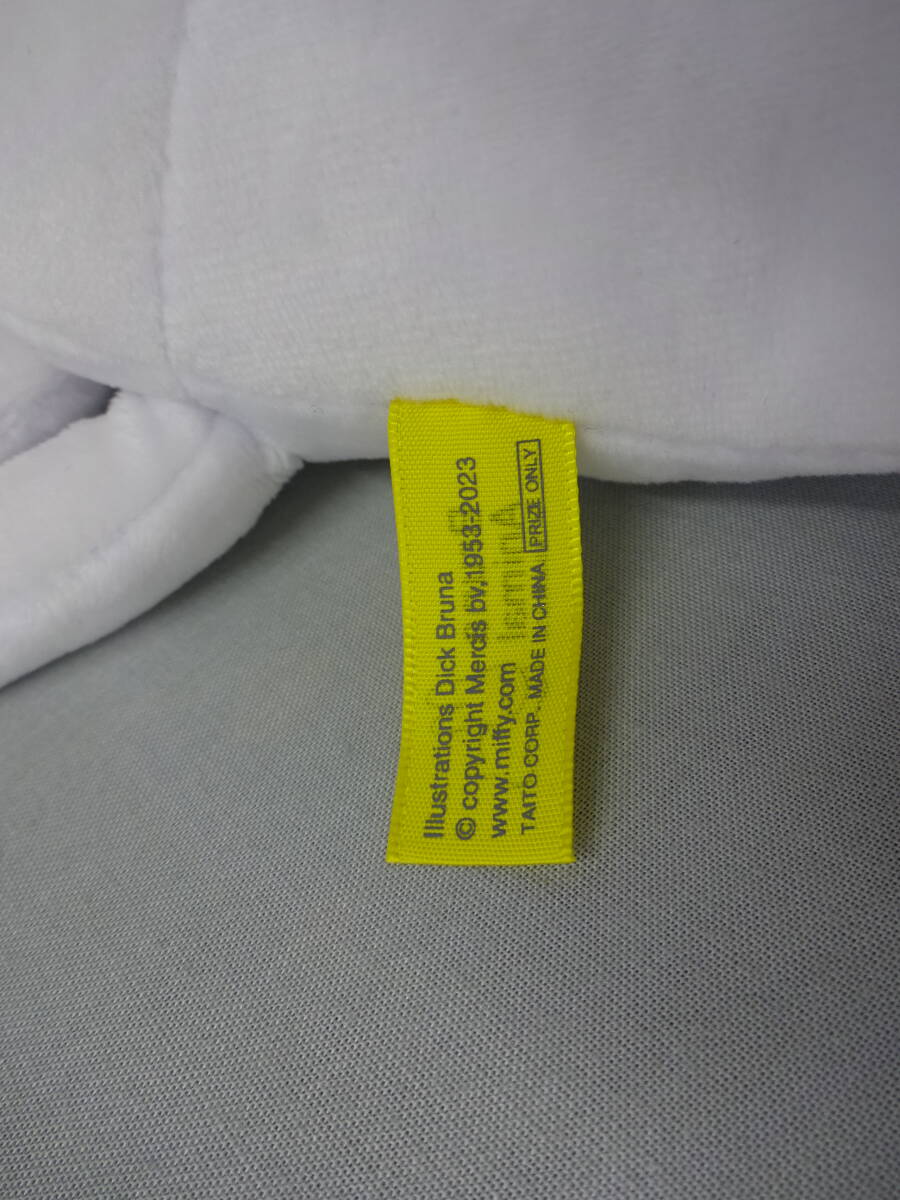 Illustrations Dick Bruna
© copyright Mercis bv,1953-2023
www.miffy.com
TAITO CORP. MADE IN CHINA PRIZE ONLY